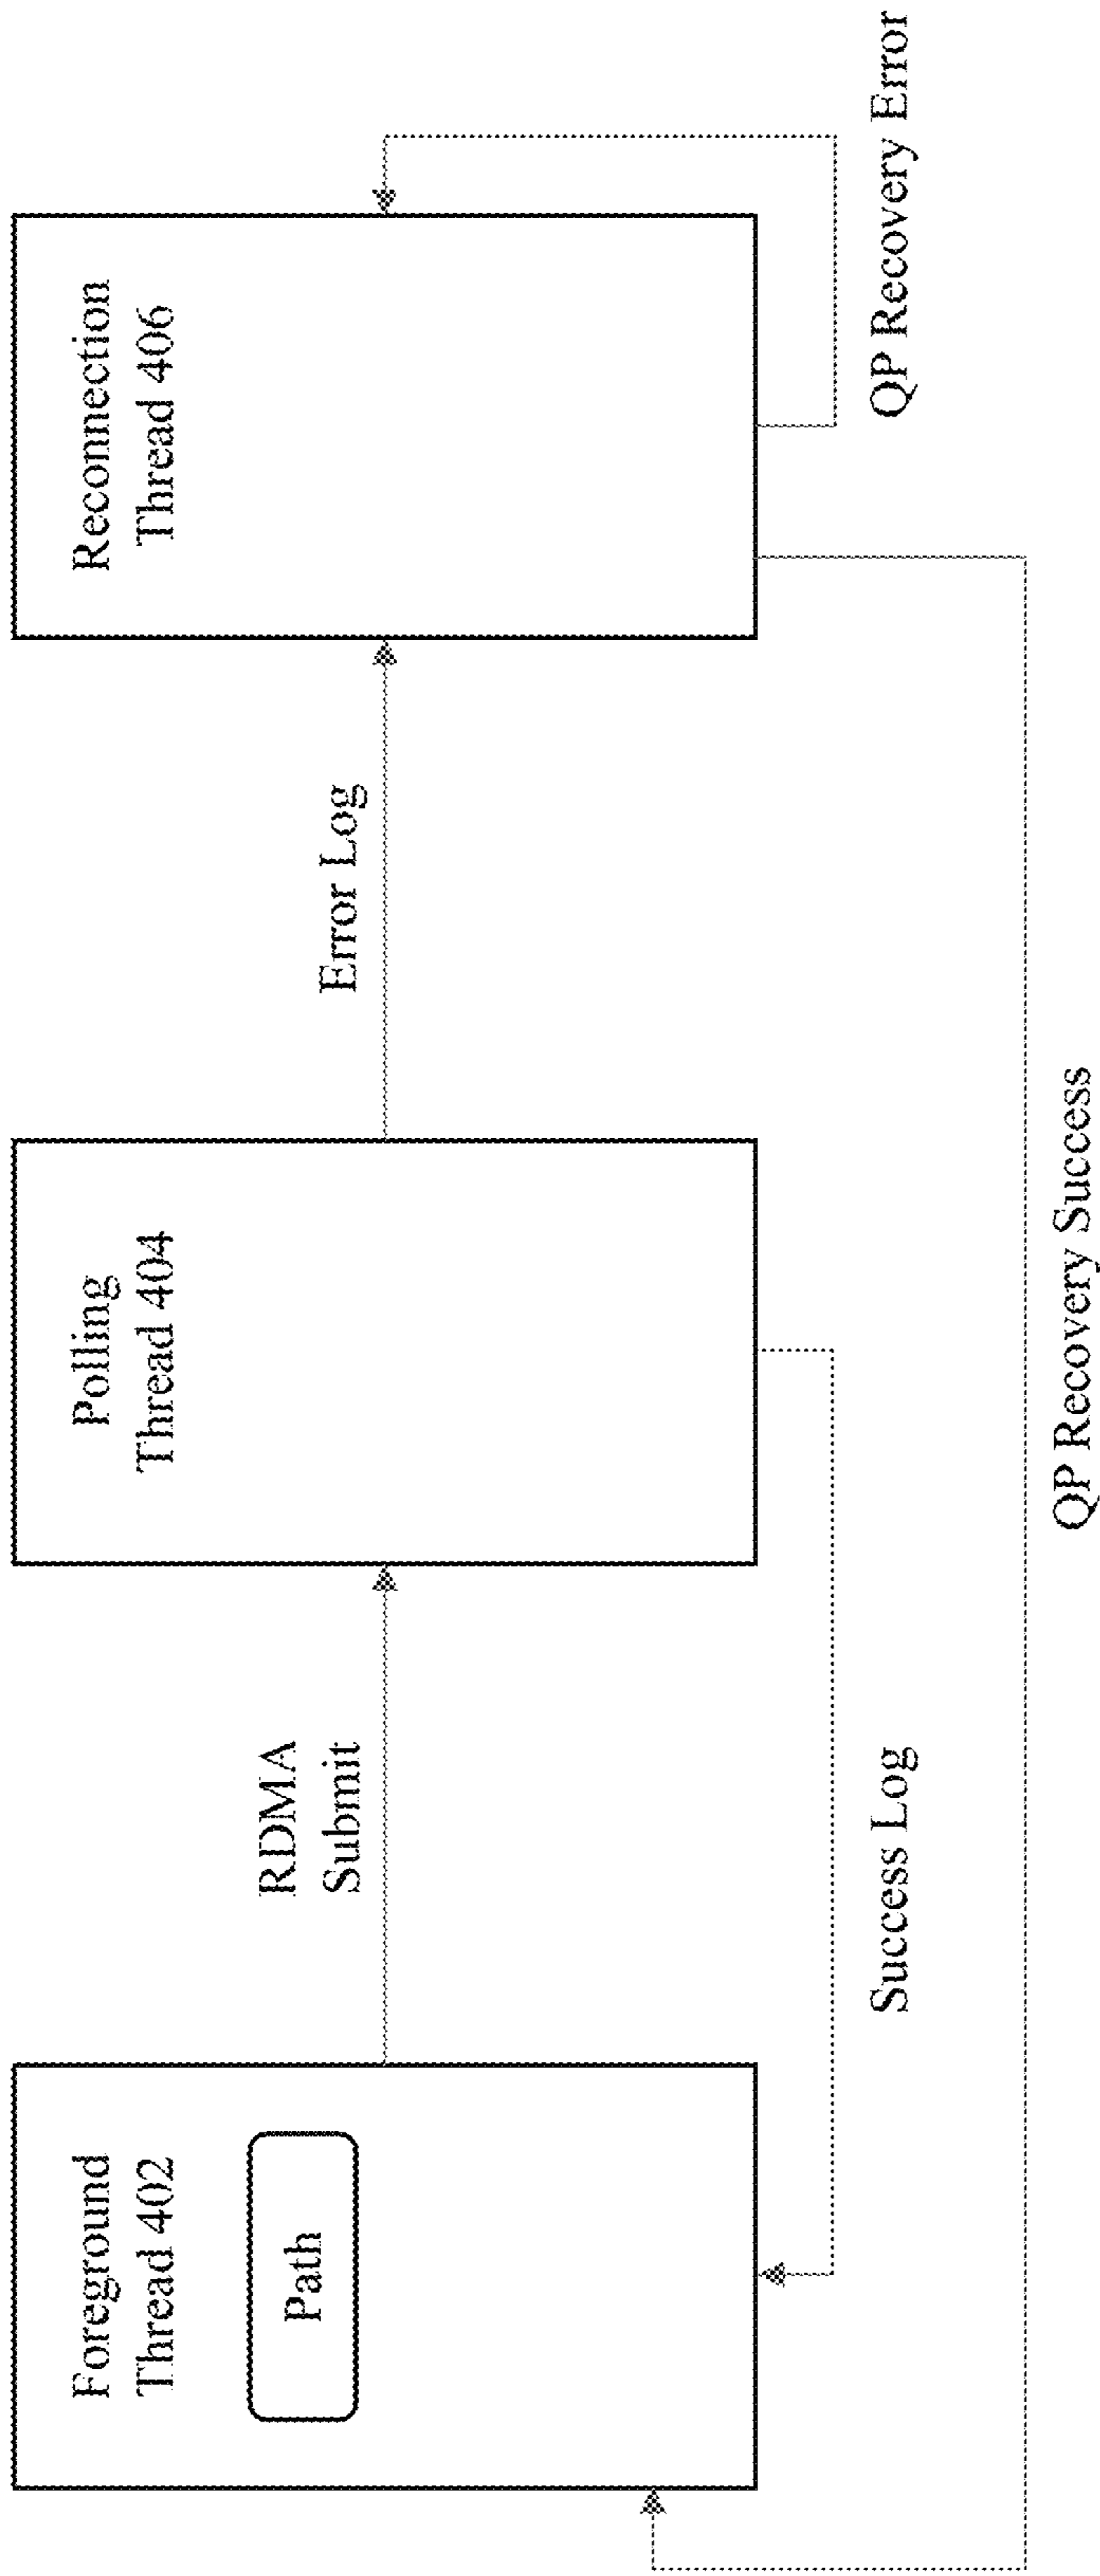 Foreground
Thread 402
Path
RDMA
Submit
Polling
Thread 404
Error Log
Reconnection
Thread 406
Success Log
QP Recovery Error
QP Recovery Success